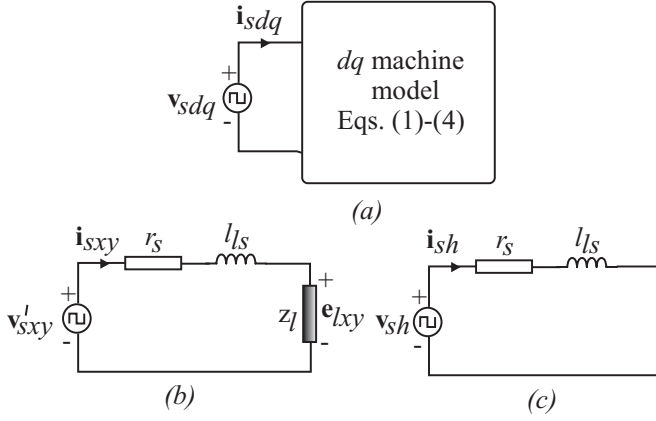 i_sdq
+
v_sdq
-
dq machine
model
Eqs. (1)-(4)
(a)
i_sxy r_s l_ls
+
v'_sxy
-
+
z_l e_lxy
-
(b)
i_sh r_s l_ls
+
v_sh
-
(c)